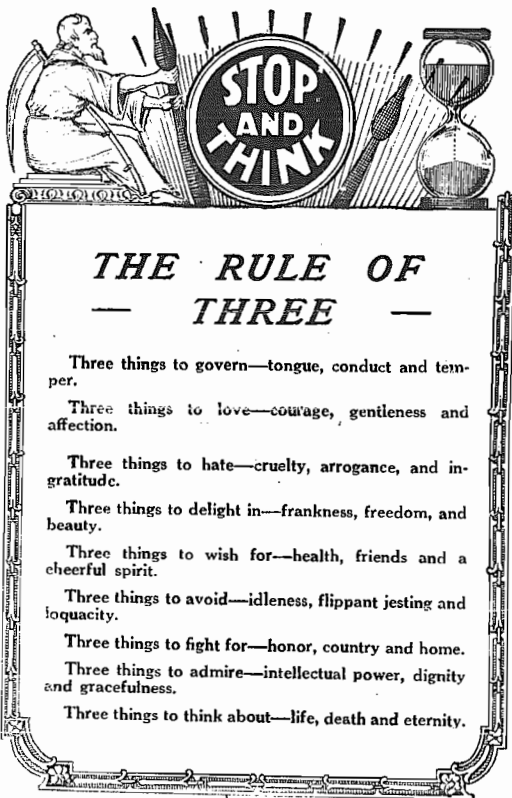 STOP
AND
THINK
THE RULE OF
— THREE —
Three things to govern—tongue, conduct and tem-
per.
Three things to love—courage, gentleness and
affection.
Three things to hate—cruelty, arrogance, and in-
gratitude.
Three things to delight in—frankness, freedom, and
beauty.
Three things to wish for—health, friends and a
cheerful spirit.
Three things to avoid—idleness, flippant jesting and
loquacity.
Three things to fight for—honor, country and home.
Three things to admire—intellectual power, dignity
and gracefulness.
Three things to think about—life, death and eternity.